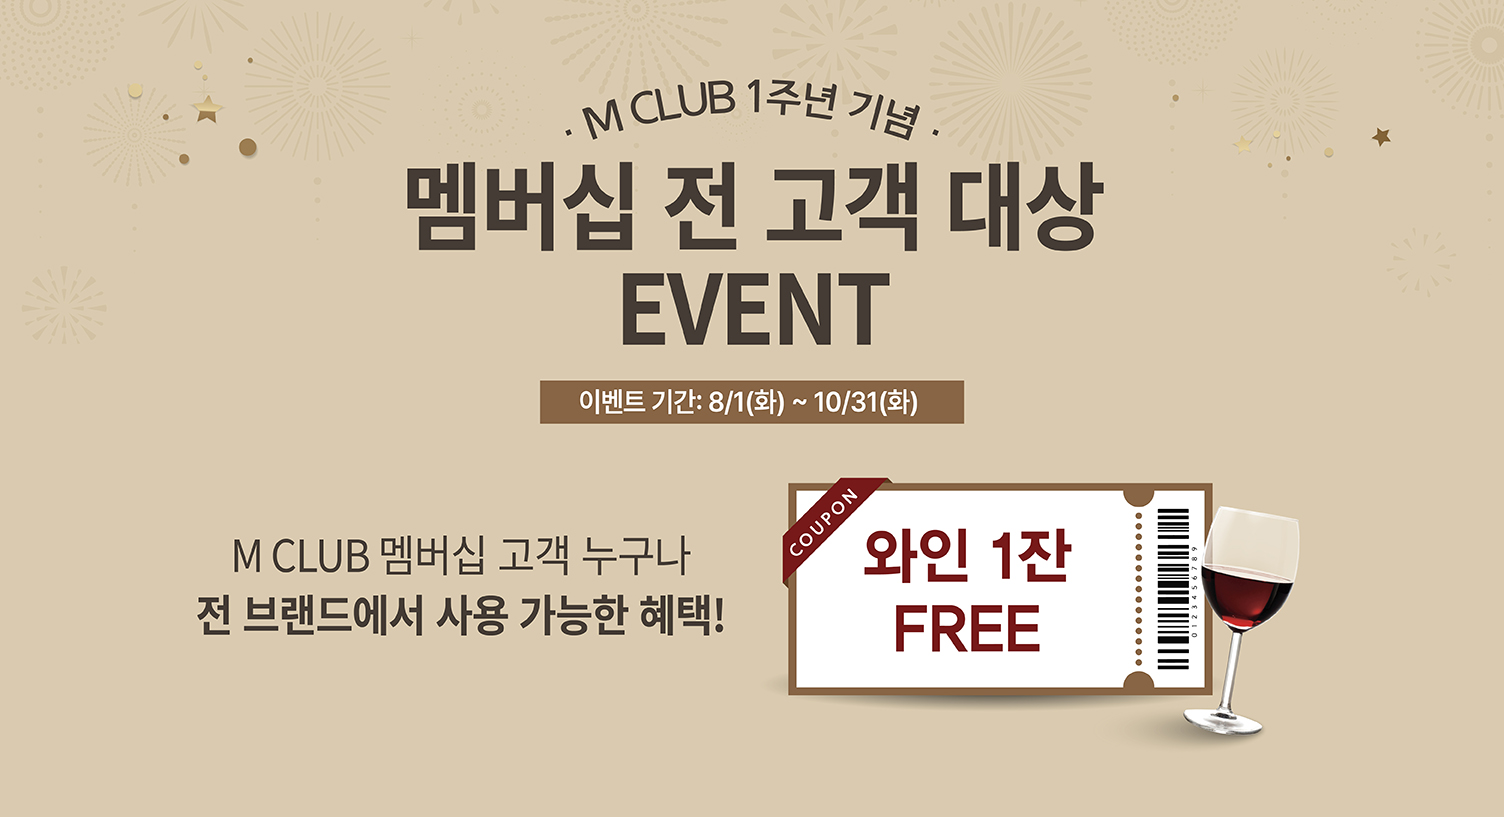 · M CLUB 1주년 기념 ·
멤버십 전 고객 대상
EVENT
이벤트 기간: 8/1(화) ~ 10/31(화)
M CLUB 멤버십 고객 누구나
전 브랜드에서 사용 가능한 혜택!
COUPON
와인 1잔
FREE
0123456789